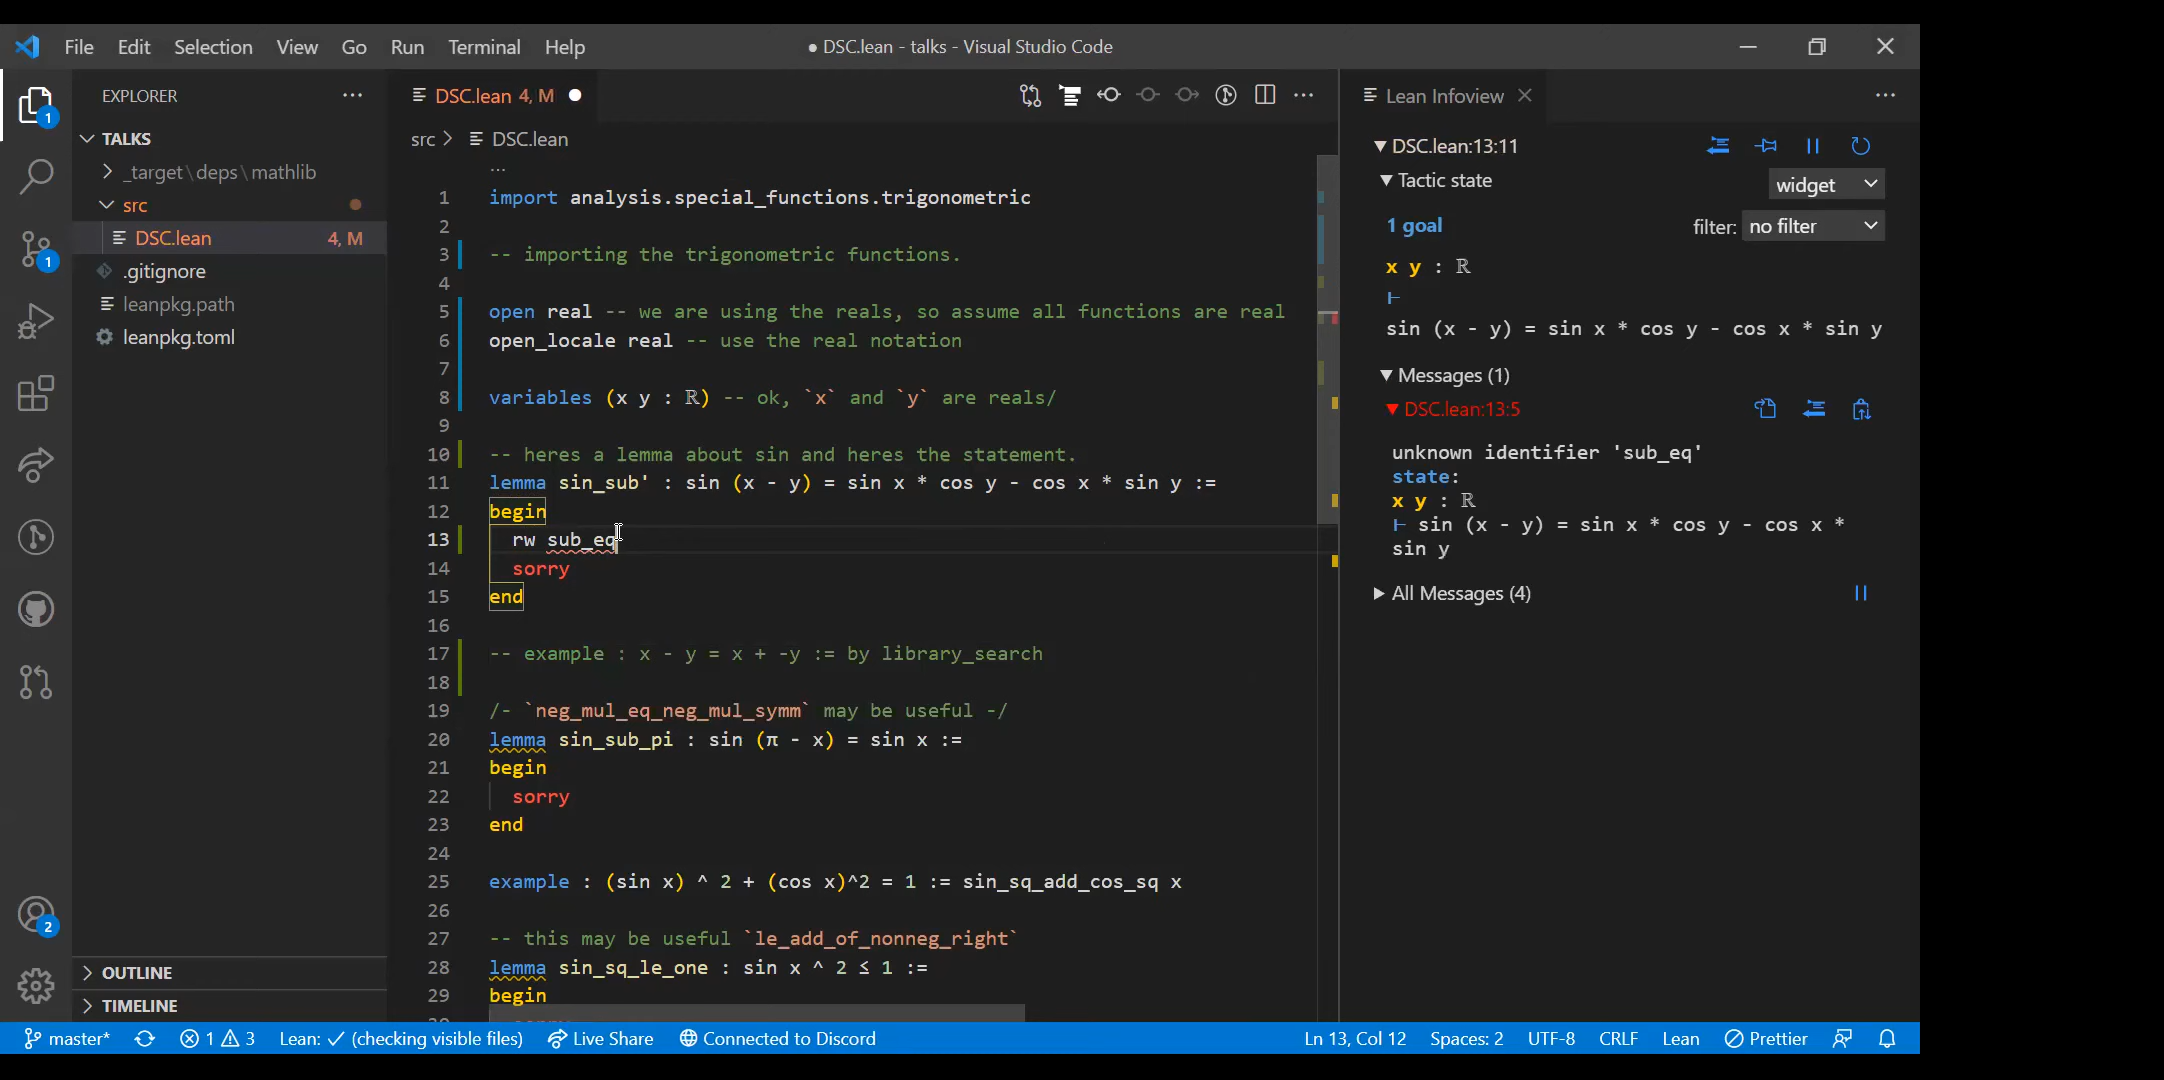 File Edit Selection View Go Run Terminal Help
● DSC.lean - talks - Visual Studio Code
EXPLORER
TALKS
_target\deps\mathlib
src
DSC.lean 4, M
.gitignore
leanpkg.path
leanpkg.toml
OUTLINE
TIMELINE
1
1
2
DSC.lean 4, M
src > DSC.lean
...
1 import analysis.special_functions.trigonometric
2
3 -- importing the trigonometric functions.
4
5 open real -- we are using the reals, so assume all functions are real
6 open_locale real -- use the real notation
7
8 variables (x y : ℝ) -- ok, `x` and `y` are reals/
9
10 -- heres a lemma about sin and heres the statement.
11 lemma sin_sub' : sin (x - y) = sin x * cos y - cos x * sin y :=
12 begin
13 rw sub_eq
14 sorry
15 end
16
17 -- example : x - y = x + -y := by library_search
18
19 /- `neg_mul_eq_neg_mul_symm` may be useful -/
20 lemma sin_sub_pi : sin (π - x) = sin x :=
21 begin
22 sorry
23 end
24
25 example : (sin x) ^ 2 + (cos x)^2 = 1 := sin_sq_add_cos_sq x
26
27 -- this may be useful `le_add_of_nonneg_right`
28 lemma sin_sq_le_one : sin x ^ 2 ≤ 1 :=
29 begin
Lean Infoview
DSC.lean:13:11
Tactic state
widget
1 goal
filter: no filter
x y : ℝ
⊢
sin (x - y) = sin x * cos y - cos x * sin y
Messages (1)
DSC.lean:13:5
unknown identifier 'sub_eq'
state:
x y : ℝ
⊢ sin (x - y) = sin x * cos y - cos x *
sin y
All Messages (4)
master* 1 3 Lean: ✓ (checking visible files) Live Share Connected to Discord Ln 13, Col 12 Spaces: 2 UTF-8 CRLF Lean Prettier